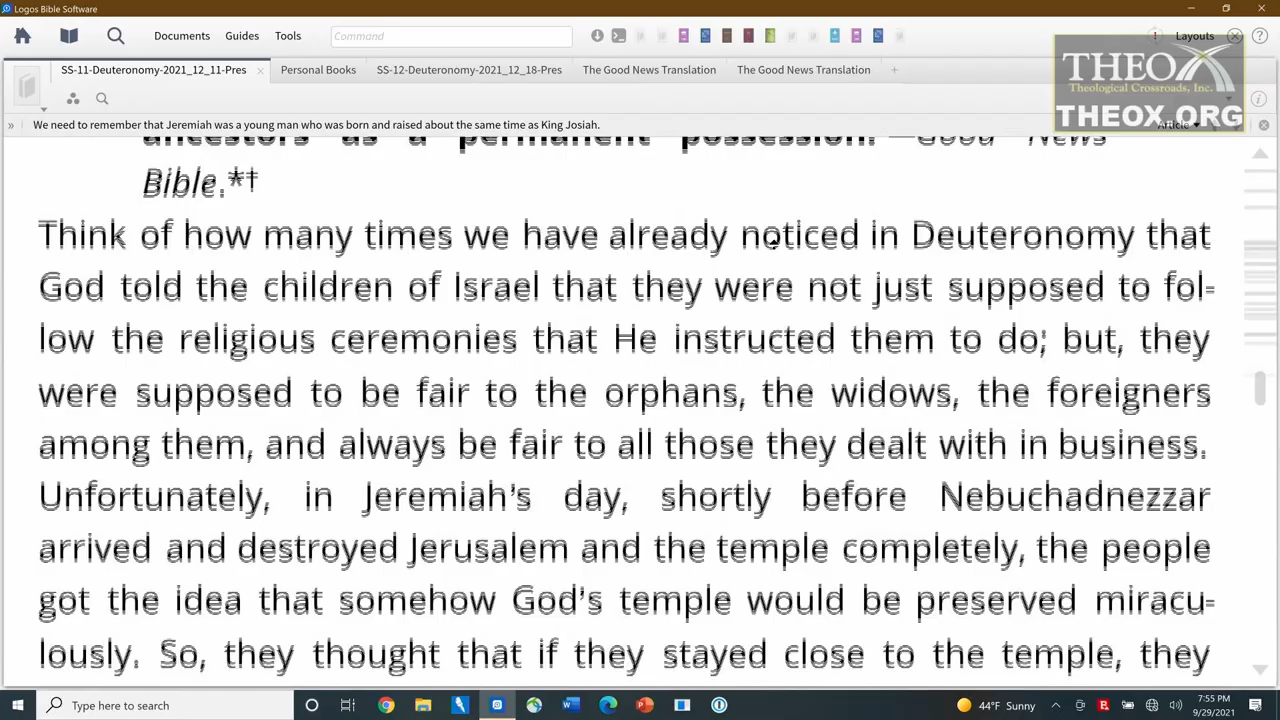 Logos Bible Software
Documents Guides Tools Command Layouts
SS-11-Deuteronomy-2021_12_11-Pres Personal Books SS-12-Deuteronomy-2021_12_18-Pres The Good News Translation The Good News Translation
THEOX
Theological Crossroads, Inc.
THEOX.ORG
We need to remember that Jeremiah was a young man who was born and raised about the same time as King Josiah. Article
ancestors as a permanent possession.—Good News
Bible.*†
Think of how many times we have already noticed in Deuteronomy that
God told the children of Israel that they were not just supposed to fol-
low the religious ceremonies that He instructed them to do; but, they
were supposed to be fair to the orphans, the widows, the foreigners
among them, and always be fair to all those they dealt with in business.
Unfortunately, in Jeremiah’s day, shortly before Nebuchadnezzar
arrived and destroyed Jerusalem and the temple completely, the people
got the idea that somehow God’s temple would be preserved miracu-
lously. So, they thought that if they stayed close to the temple, they
Type here to search
44°F Sunny
7:55 PM
9/29/2021